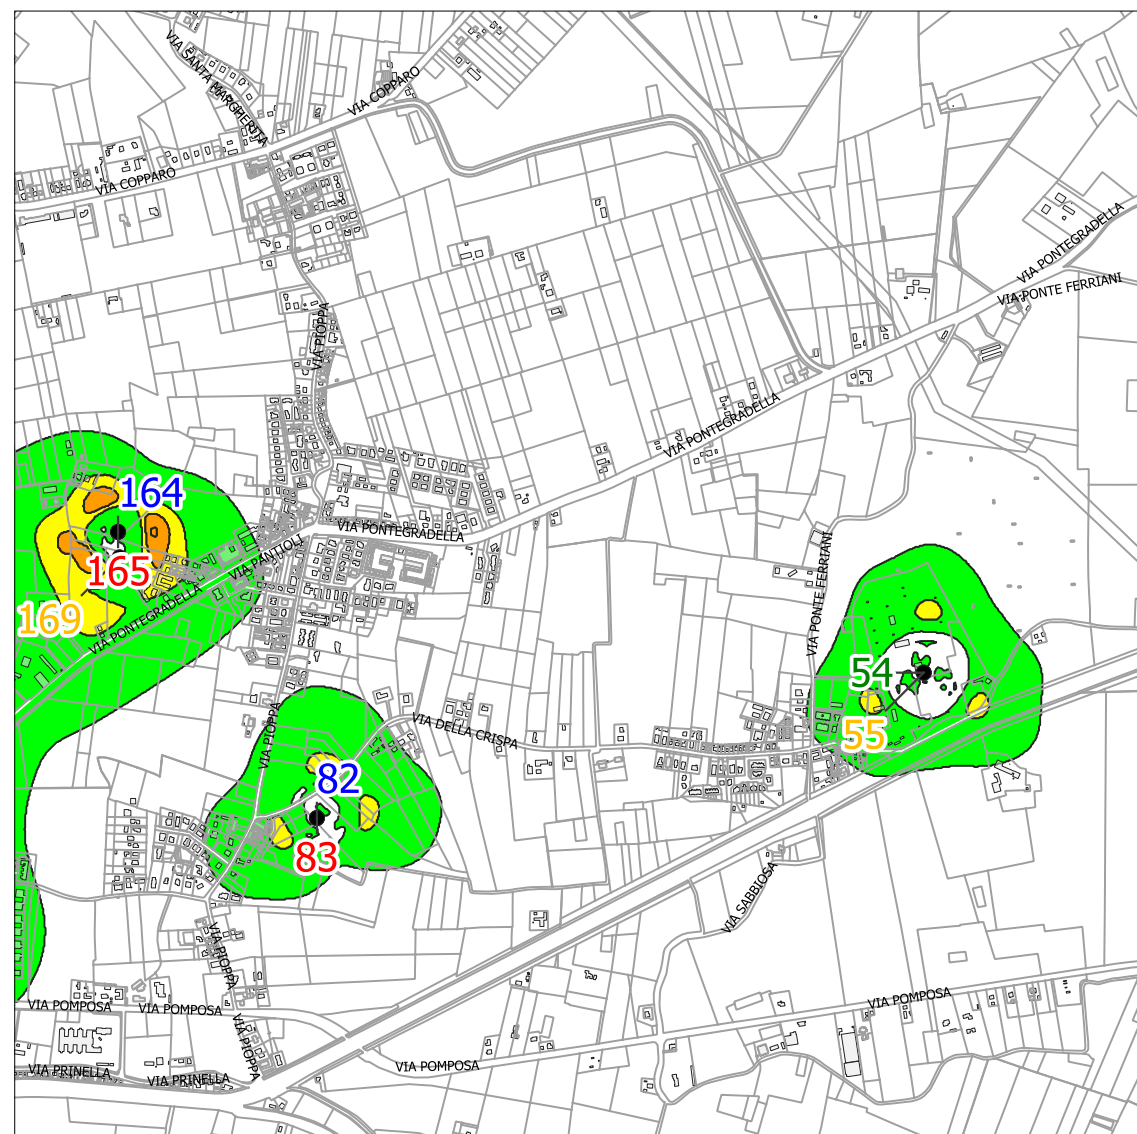 VIA SANTA MARGHERITA
VIA COPPARO
VIA COPPARO
VIA PONTEGRADELLA
VIA PONTE FERRIANI
VIA PIOPPA
VIA PONTEGRADELLA
164
VIA PONTEGRADELLA
VIA PANTIOLI
VIA PONTE FERRIANI
165
169
VIA PONTEGRADELLA
54
55
VIA PIOPPA
VIA DELLA CRISPA
82
83
VIA SABBIOSA
VIA PIOPPA
VIA POMPOSA
VIA POMPOSA
VIA POMPOSA
VIA PIOPPA
VIA POMPOSA
VIA PRINELLA
VIA PRINELLA